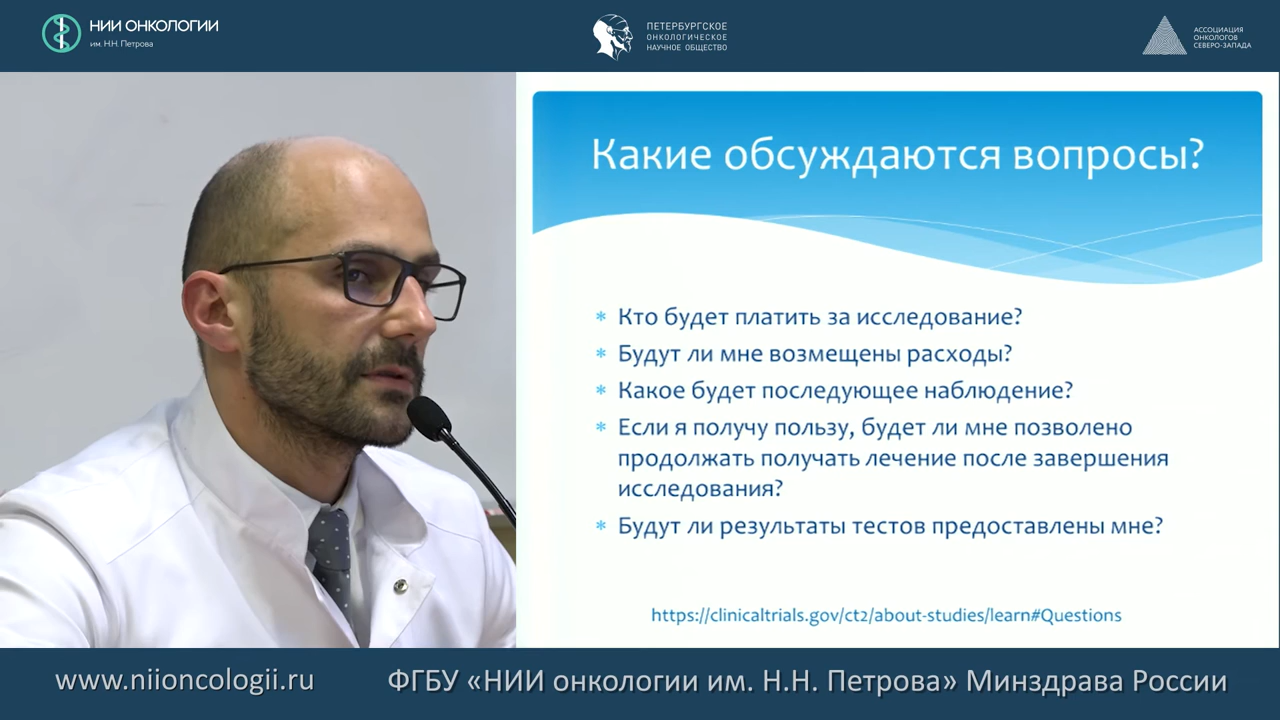 НИИ ОНКОЛОГИИ
им. Н.Н. Петрова
ПЕТЕРБУРГСКОЕ
ОНКОЛОГИЧЕСКОЕ
НАУЧНОЕ ОБЩЕСТВО
АССОЦИАЦИЯ
ОНКОЛОГОВ
СЕВЕРО-ЗАПАДА
Какие обсуждаются вопросы?
* Кто будет платить за исследование?
* Будут ли мне возмещены расходы?
* Какое будет последующее наблюдение?
* Если я получу пользу, будет ли мне позволено
продолжать получать лечение после завершения
исследования?
* Будут ли результаты тестов предоставлены мне?
https://clinicaltrials.gov/ct2/about-studies/learn#Questions
www.niioncologii.ru
ФГБУ «НИИ онкологии им. Н.Н. Петрова» Минздрава России